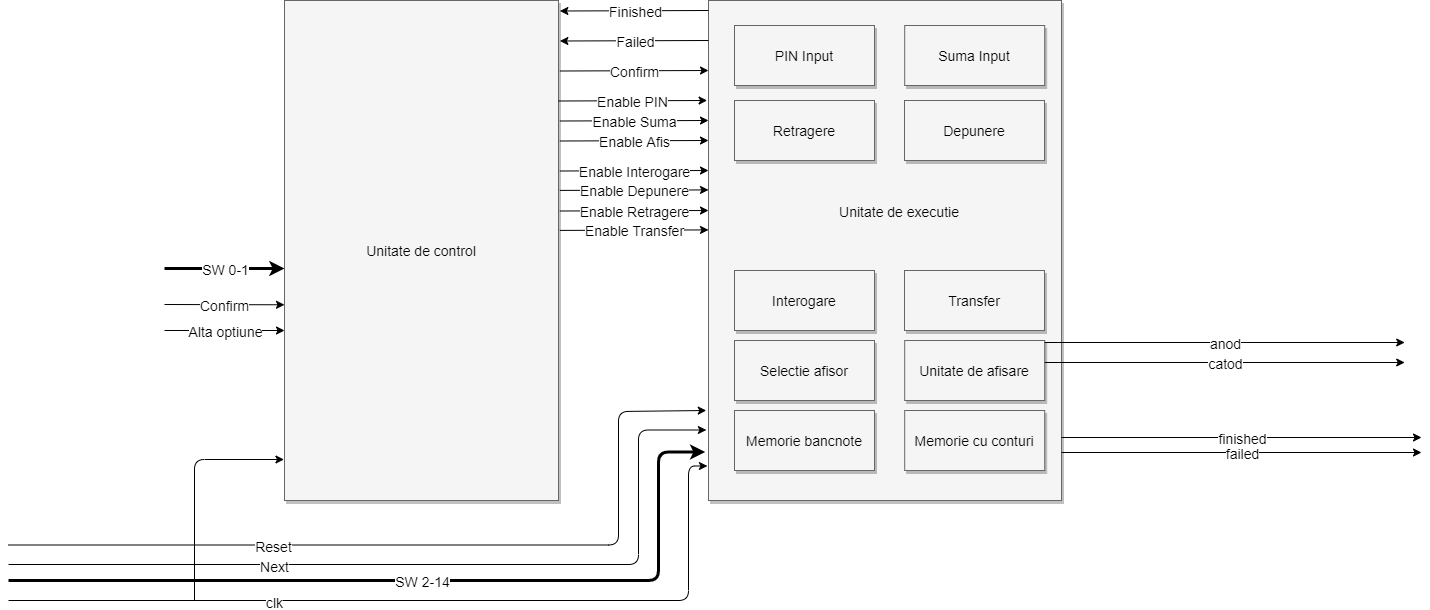 Finished
Failed
Confirm
Enable PIN
Enable Suma
Enable Afis
Enable Interogare
Enable Depunere
Enable Retragere
Enable Transfer
Unitate de control
SW 0-1
Confirm
Alta optiune
PIN Input
Suma Input
Retragere
Depunere
Unitate de executie
Interogare
Transfer
Selectie afisor
Unitate de afisare
Memorie bancnote
Memorie cu conturi
anod
catod
finished
failed
Reset
Next
SW 2-14
clk